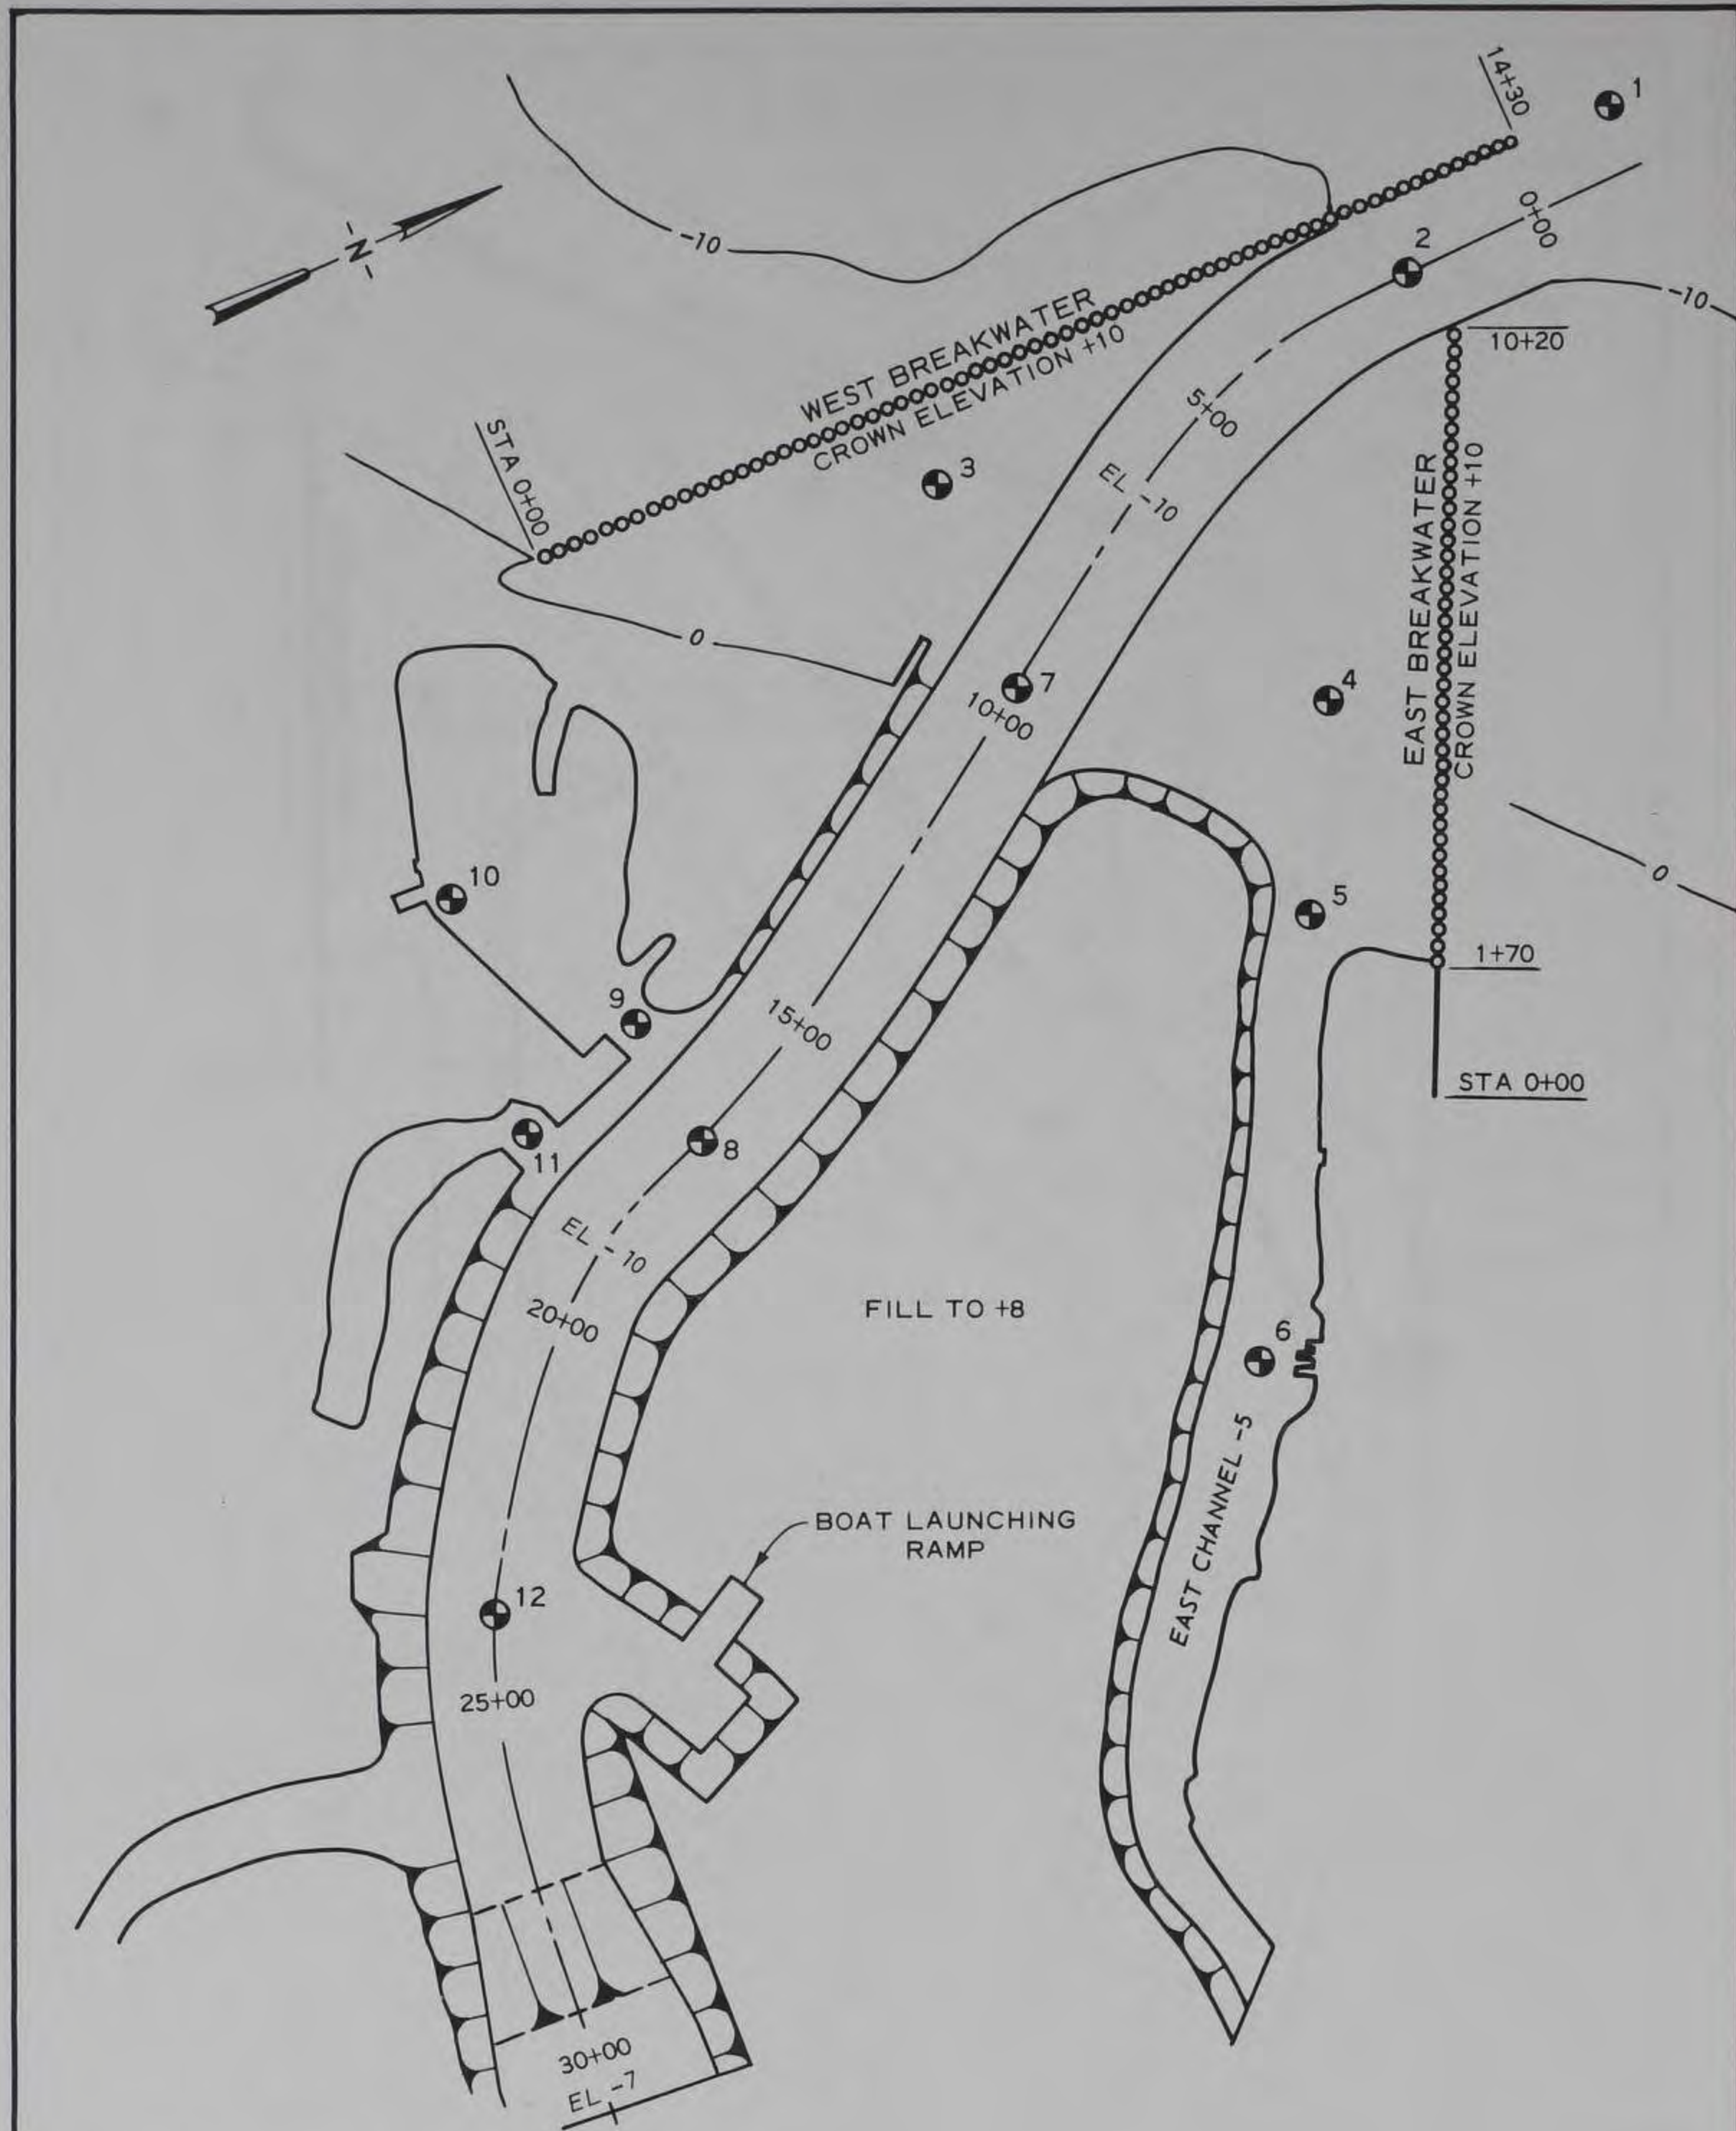 14+30
1
-N-
0+00
2
-10
-10
10+20
WEST BREAKWATER
CROWN ELEVATION +10
5+00
STA 0+00
3
EL -10
EAST BREAKWATER
CROWN ELEVATION +10
0
7
4
10+00
0
10
5
1+70
9
15+00
STA 0+00
11
8
EL -10
20+00
FILL TO +8
6
EAST CHANNEL -5
BOAT LAUNCHING
RAMP
12
25+00
30+00
EL -7